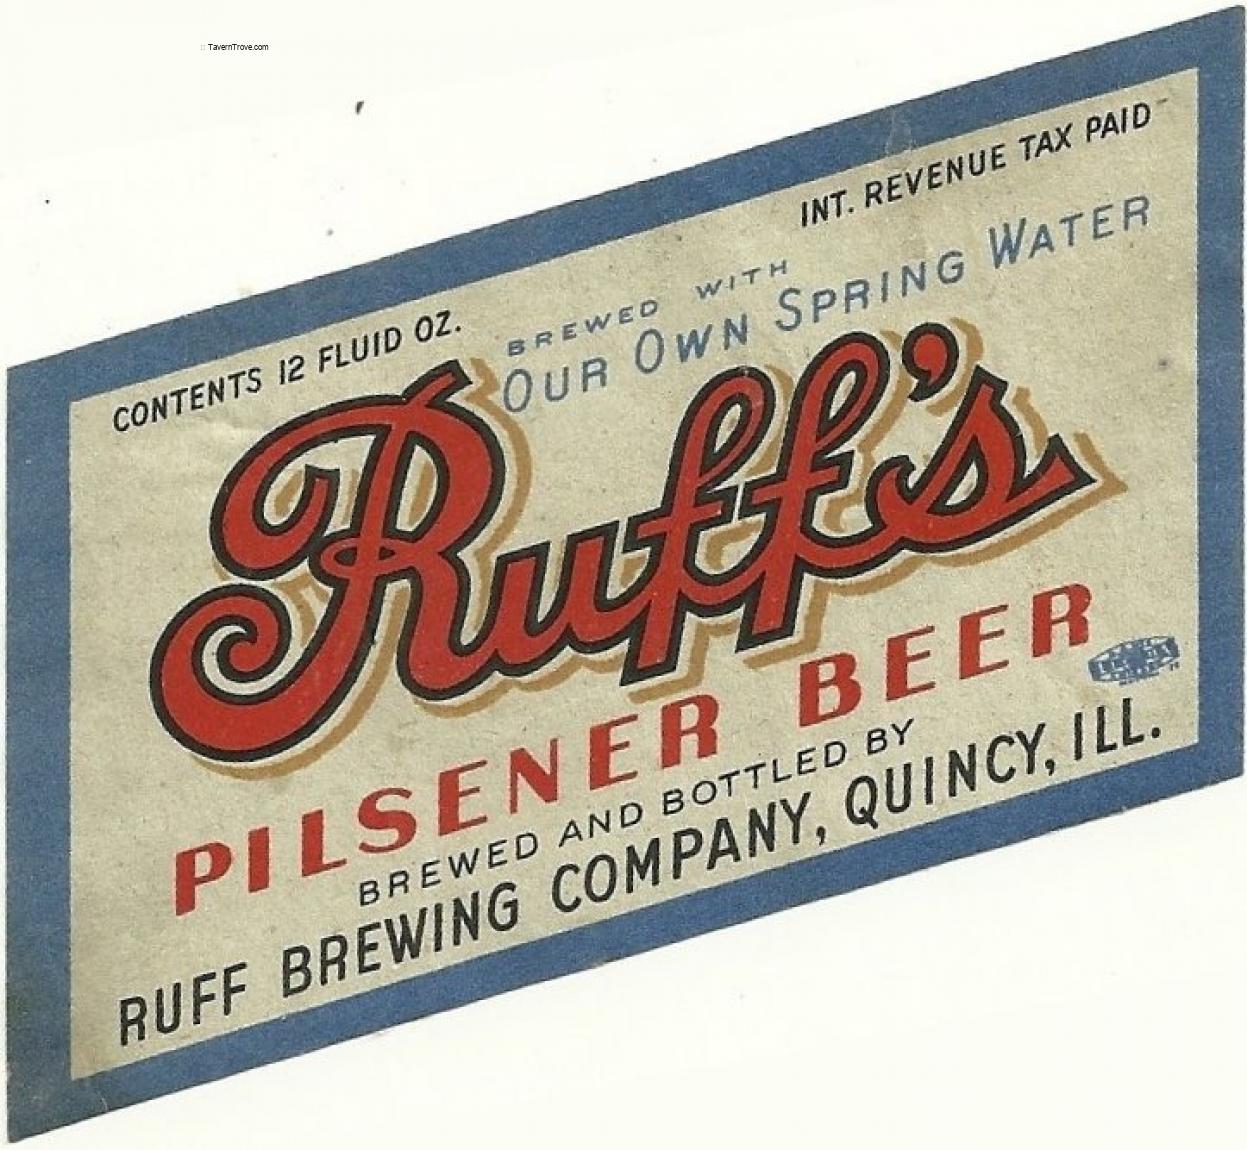 :: TavernTrove.com
INT. REVENUE TAX PAID
CONTENTS 12 FLUID OZ.
BREWED WITH
OUR OWN SPRING WATER
Ruff's
PILSENER BEER
BREWED AND BOTTLED BY
RUFF BREWING COMPANY, QUINCY, ILL.